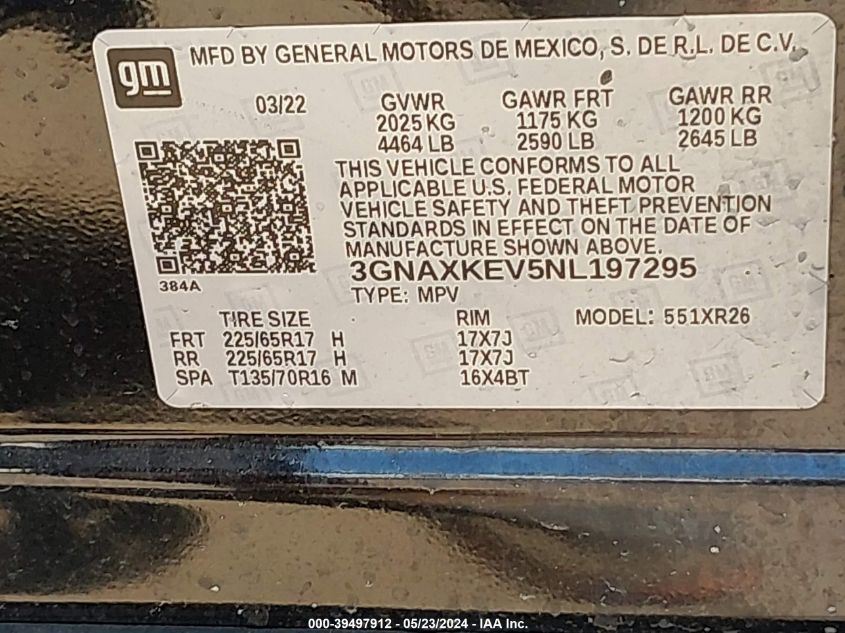 gm
MFD BY GENERAL MOTORS DE MEXICO, S. DE R.L. DE C.V.
03/22 GVWR GAWR FRT GAWR RR
2025 KG 1175 KG 1200 KG
4464 LB 2590 LB 2645 LB
THIS VEHICLE CONFORMS TO ALL
APPLICABLE U.S. FEDERAL MOTOR
VEHICLE SAFETY AND THEFT PREVENTION
STANDARDS IN EFFECT ON THE DATE OF
MANUFACTURE SHOWN ABOVE.
384A
3GNAXKEV5NL197295
TYPE: MPV
TIRE SIZE RIM MODEL: 551XR26
FRT 225/65R17 H 17X7J
RR 225/65R17 H 17X7J
SPA T135/70R16 M 16X4BT
000-39497912 / 05/23/2024 - IAA Inc.